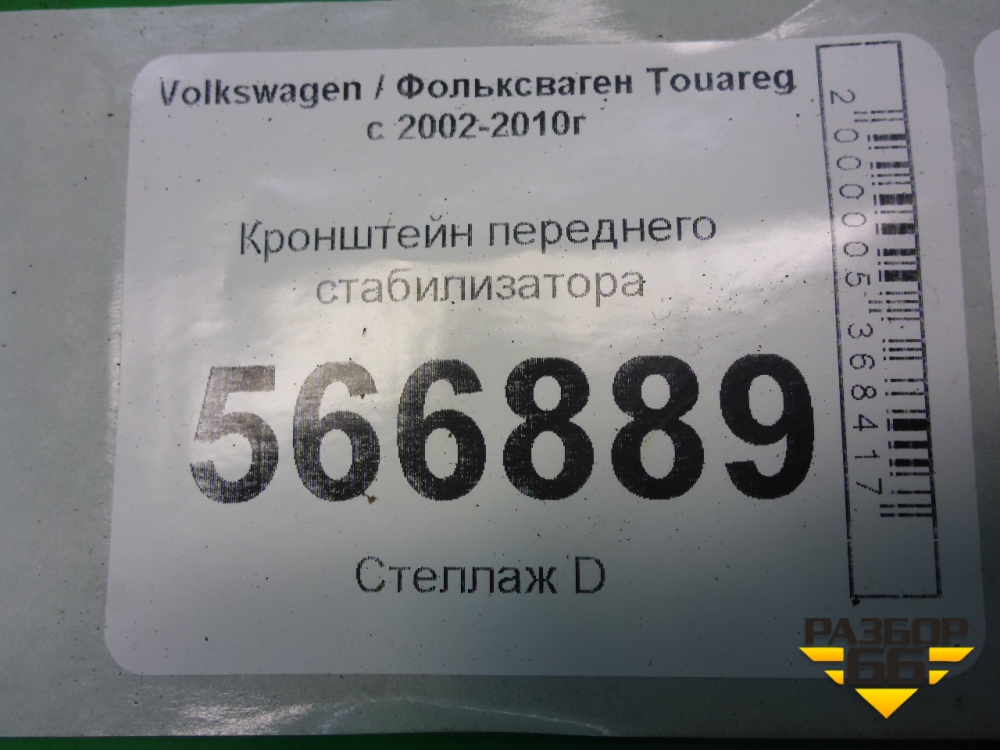 Volkswagen / Фольксваген Touareg
с 2002-2010г
Кронштейн переднего
стабилизатора
566889
Стеллаж D
2000005368417
РАЗБОР
66